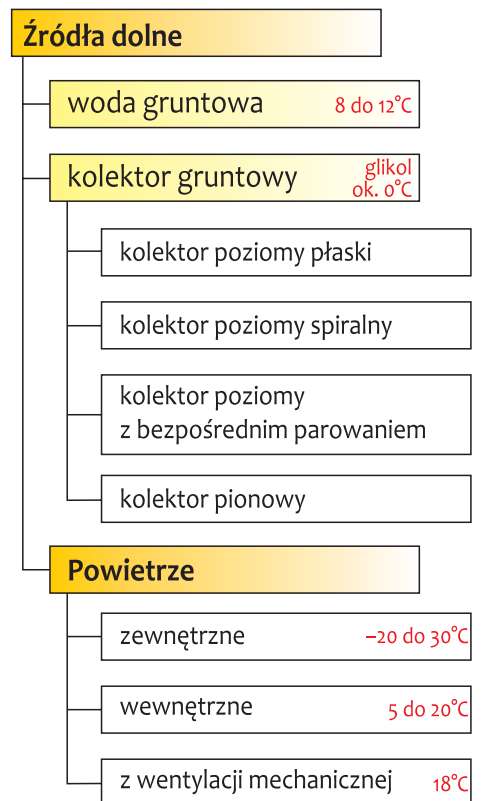 Źródła dolne
woda gruntowa 8 do 12°C
kolektor gruntowy glikol
ok. 0°C
kolektor poziomy płaski
kolektor poziomy spiralny
kolektor poziomy
z bezpośrednim parowaniem
kolektor pionowy
Powietrze
zewnętrzne –20 do 30°C
wewnętrzne 5 do 20°C
z wentylacji mechanicznej 18°C